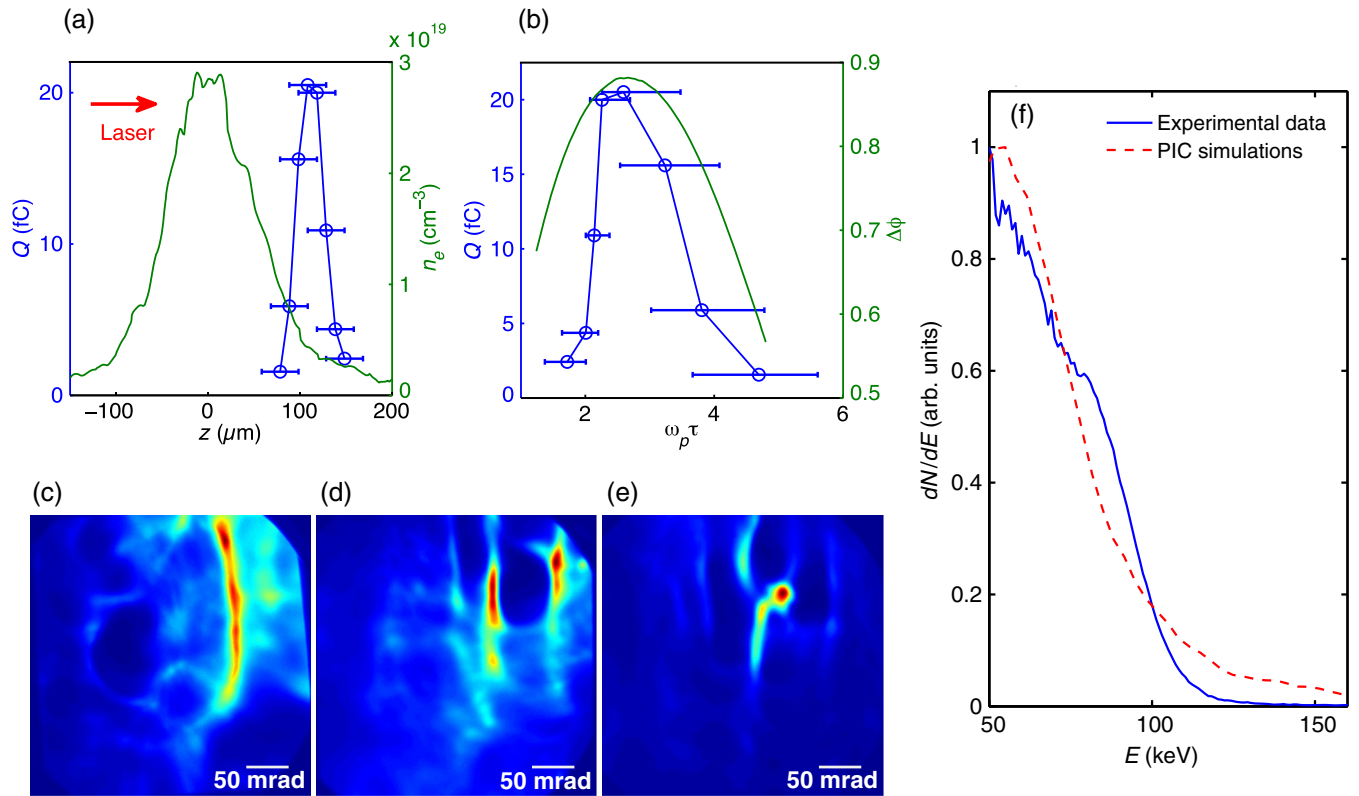 (a)
× 10^19
3
2
1
0
n_e (cm^−3)
20
10
0
Q (fC)
Laser
−100 0 100 200
z (μm)
(b)
20
15
10
5
0
Q (fC)
0.9
0.8
0.7
0.6
0.5
Δϕ
2 4 6
ω_p τ
(c)
50 mrad
(d)
50 mrad
(e)
50 mrad
(f)
Experimental data
PIC simulations
1
0.8
0.6
0.4
0.2
0
dN/dE (arb. units)
50 100 150
E (keV)